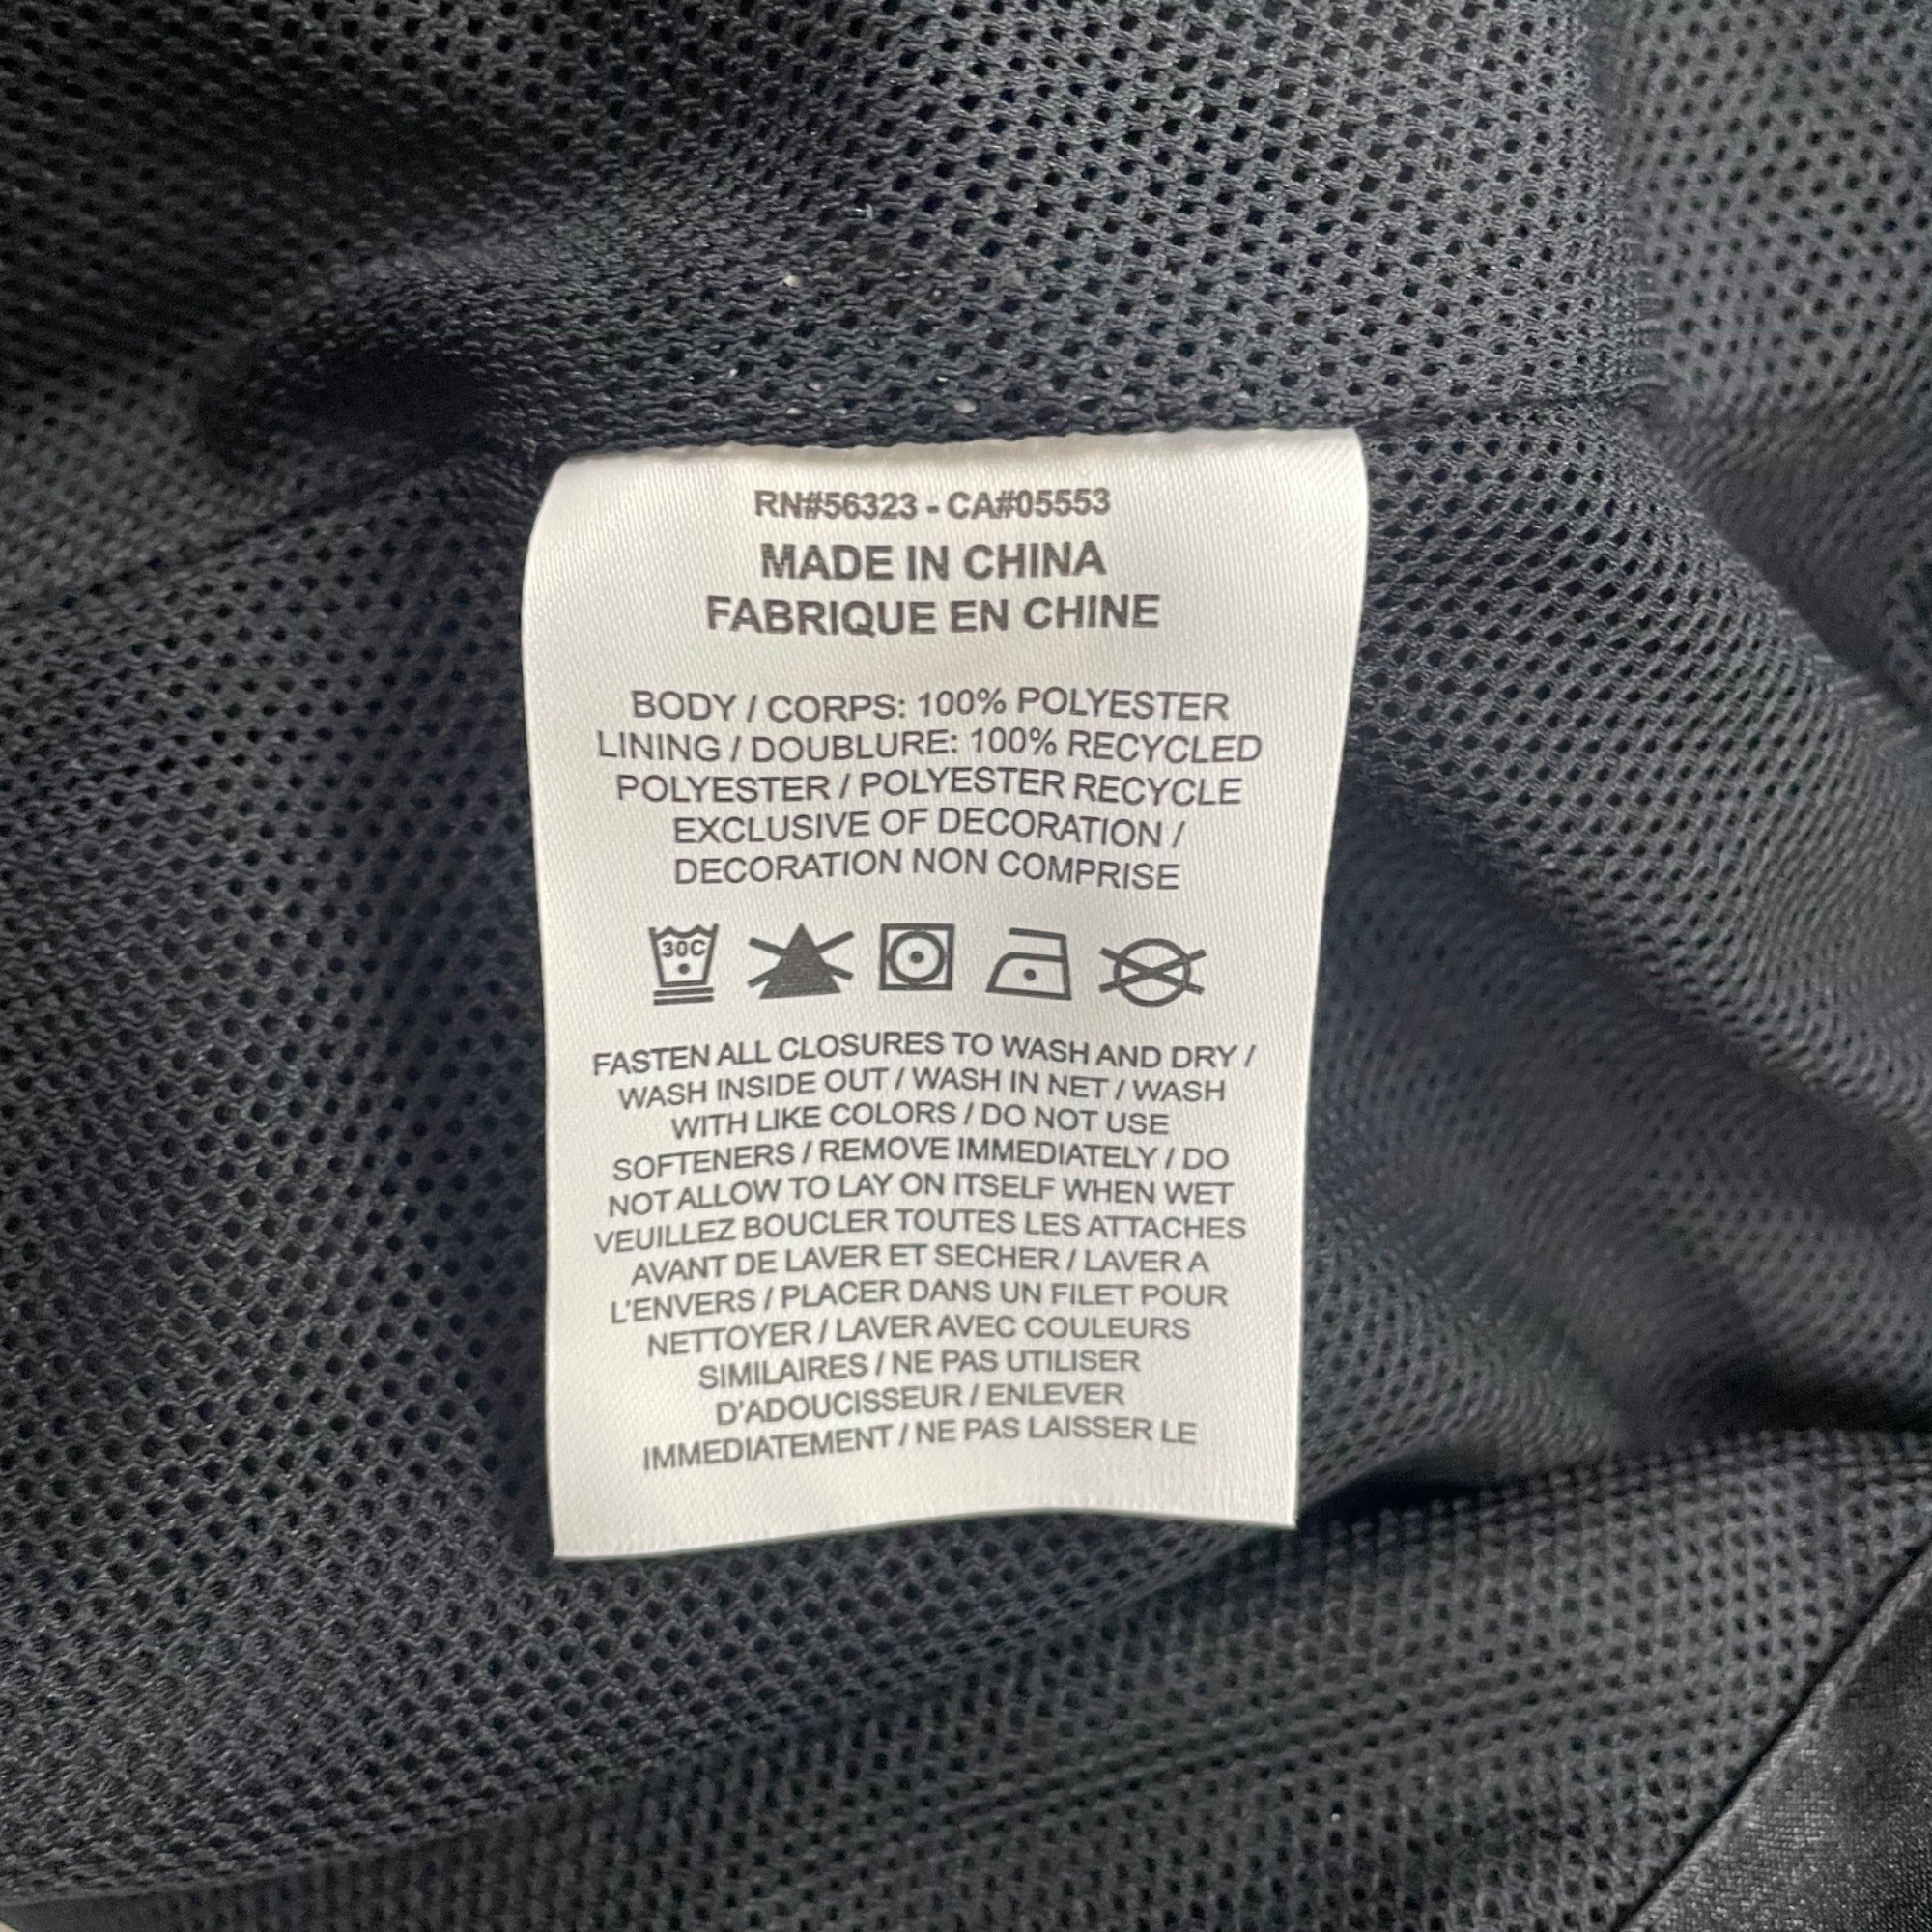 RN#56323 - CA#05553
MADE IN CHINA
FABRIQUE EN CHINE
BODY / CORPS: 100% POLYESTER
LINING / DOUBLURE: 100% RECYCLED
POLYESTER / POLYESTER RECYCLE
EXCLUSIVE OF DECORATION /
DECORATION NON COMPRISE
30C
FASTEN ALL CLOSURES TO WASH AND DRY /
WASH INSIDE OUT / WASH IN NET / WASH
WITH LIKE COLORS / DO NOT USE
SOFTENERS / REMOVE IMMEDIATELY / DO
NOT ALLOW TO LAY ON ITSELF WHEN WET
VEUILLEZ BOUCLER TOUTES LES ATTACHES
AVANT DE LAVER ET SECHER / LAVER A
L'ENVERS / PLACER DANS UN FILET POUR
NETTOYER / LAVER AVEC COULEURS
SIMILAIRES / NE PAS UTILISER
D'ADOUCISSEUR / ENLEVER
IMMEDIATEMENT / NE PAS LAISSER LE